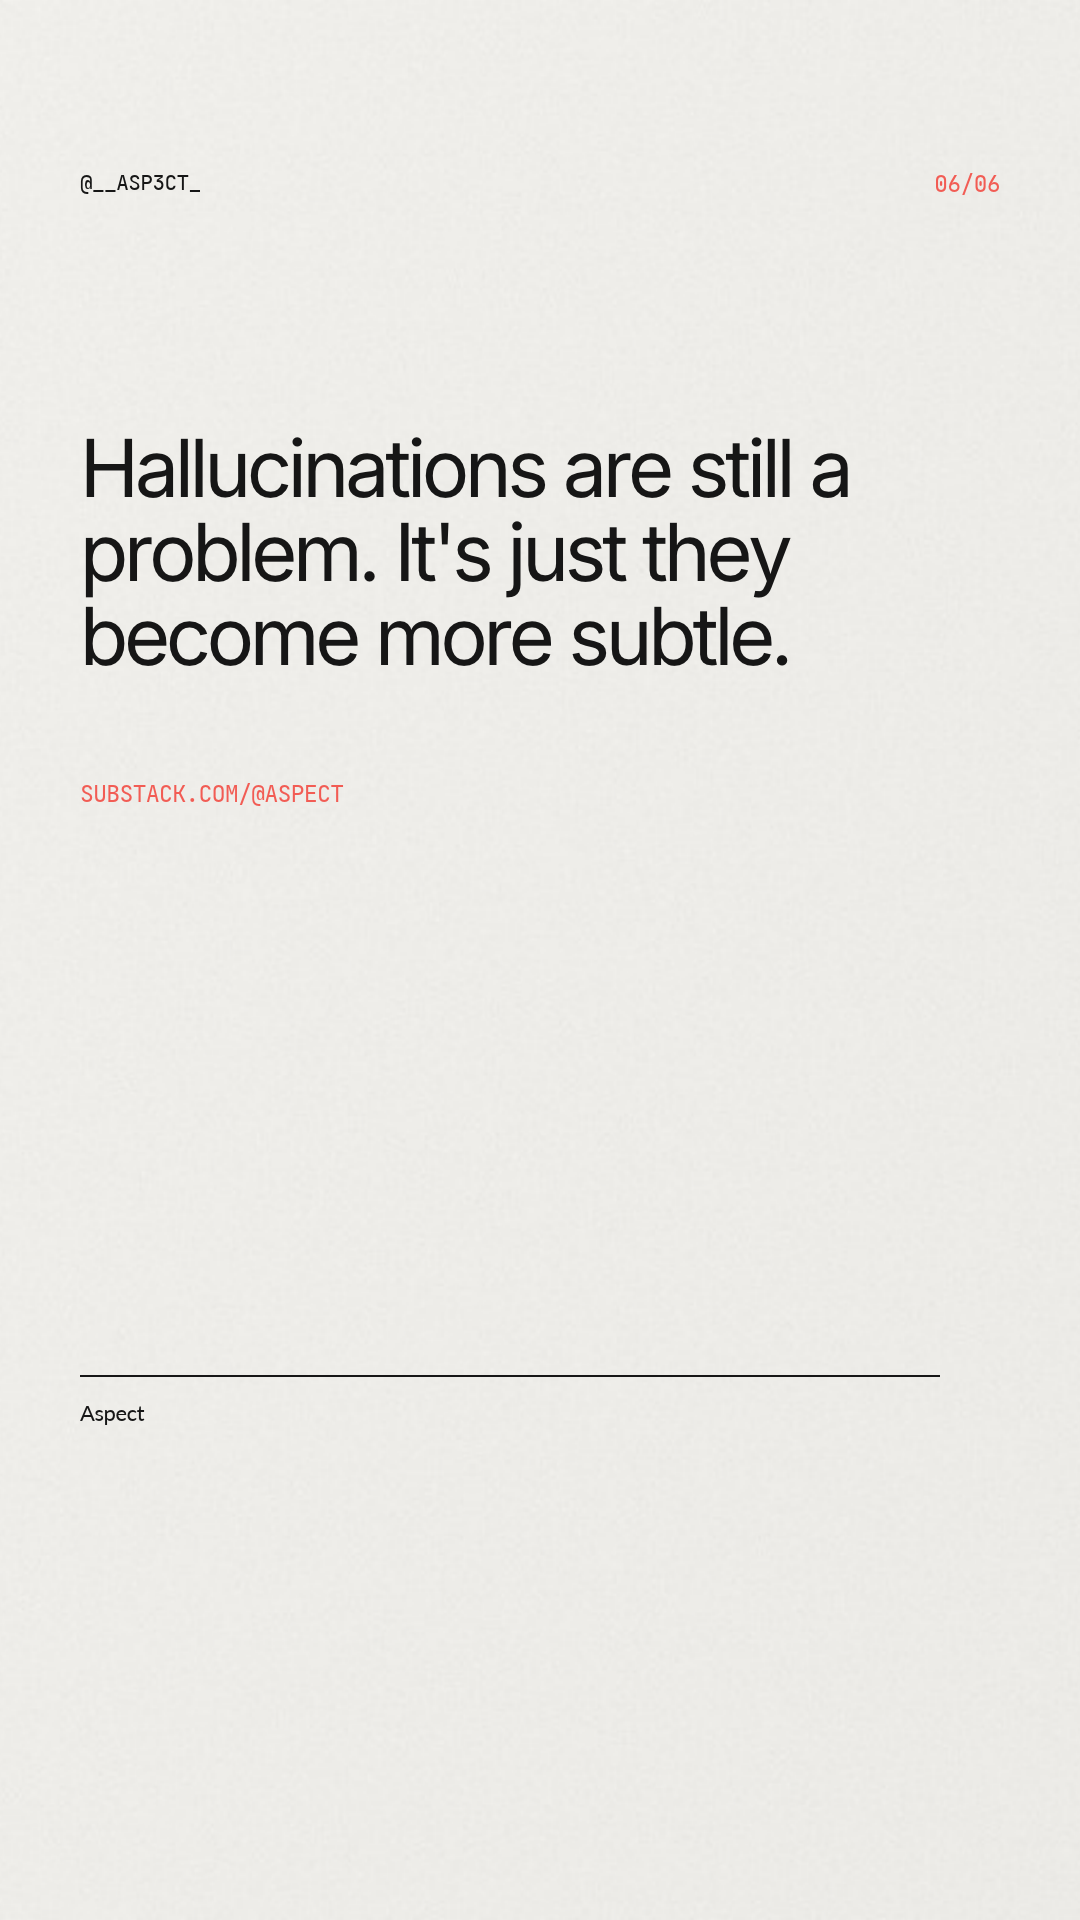 @__ASP3CT_
06/06
Hallucinations are still a
problem. It's just they
become more subtle.
SUBSTACK.COM/@ASPECT
Aspect